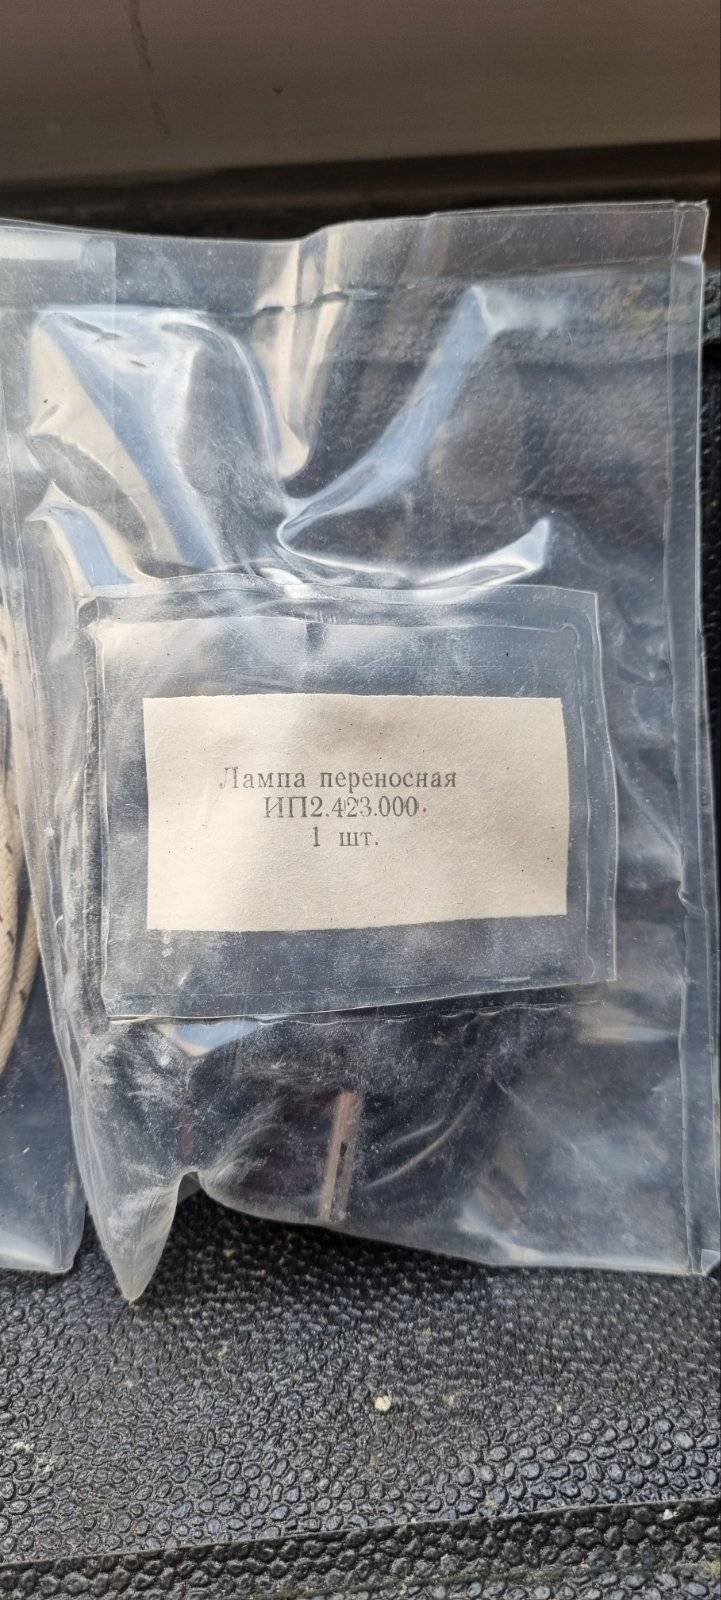 Лампа переносная
ИП2.423.000
1 шт.